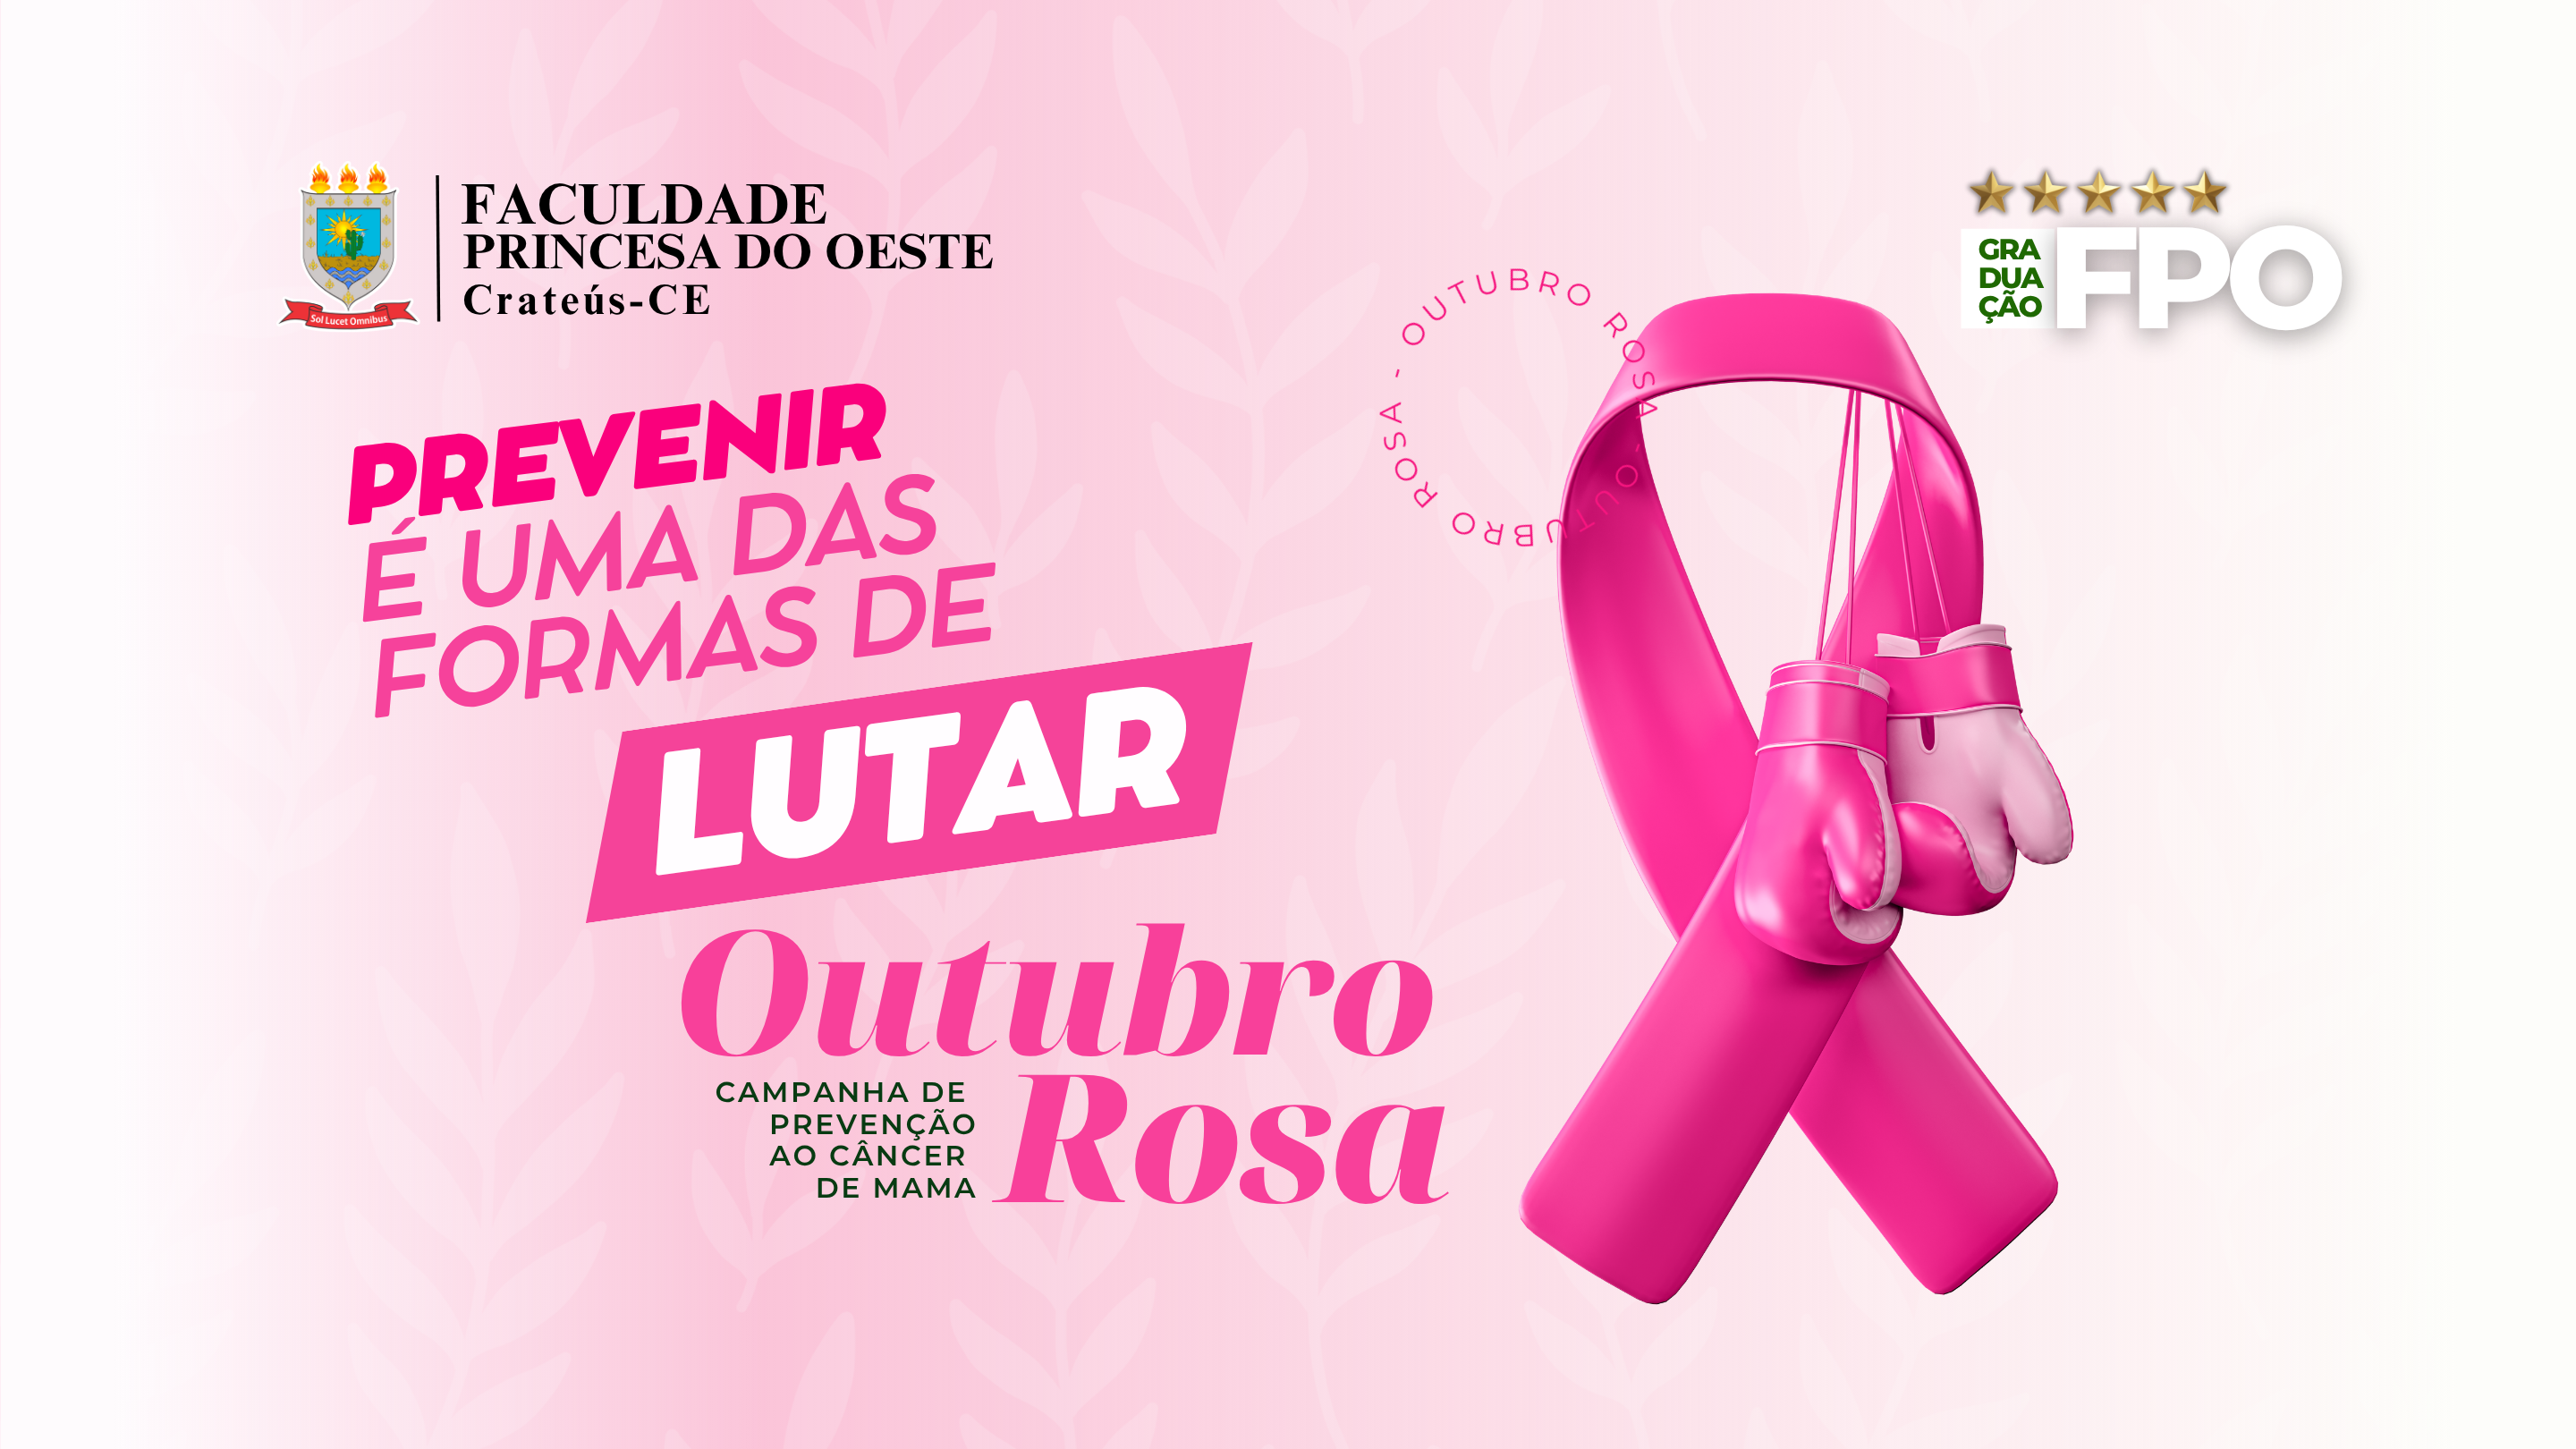 FACULDADE
PRINCESA DO OESTE
Crateús-CE
Sol Lucet Omnibus
GRA
DUA
ÇÃO
FPO
OUTUBRO ROSA - OUTUBRO ROSA -
PREVENIR
É UMA DAS
FORMAS DE
LUTAR
Outubro
Rosa
CAMPANHA DE
PREVENÇÃO
AO CÂNCER
DE MAMA